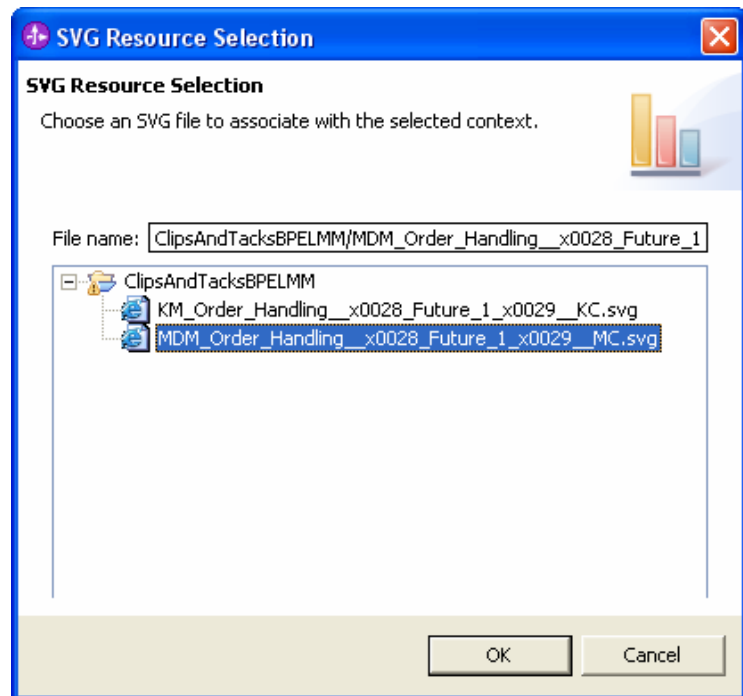 SVG Resource Selection
SVG Resource Selection
Choose an SVG file to associate with the selected context.
File name: ClipsAndTacksBPELMM/MDM_Order_Handling__x0028_Future_1
ClipsAndTacksBPELMM
KM_Order_Handling__x0028_Future_1_x0029__KC.svg
MDM_Order_Handling__x0028_Future_1_x0029__MC.svg
OK Cancel